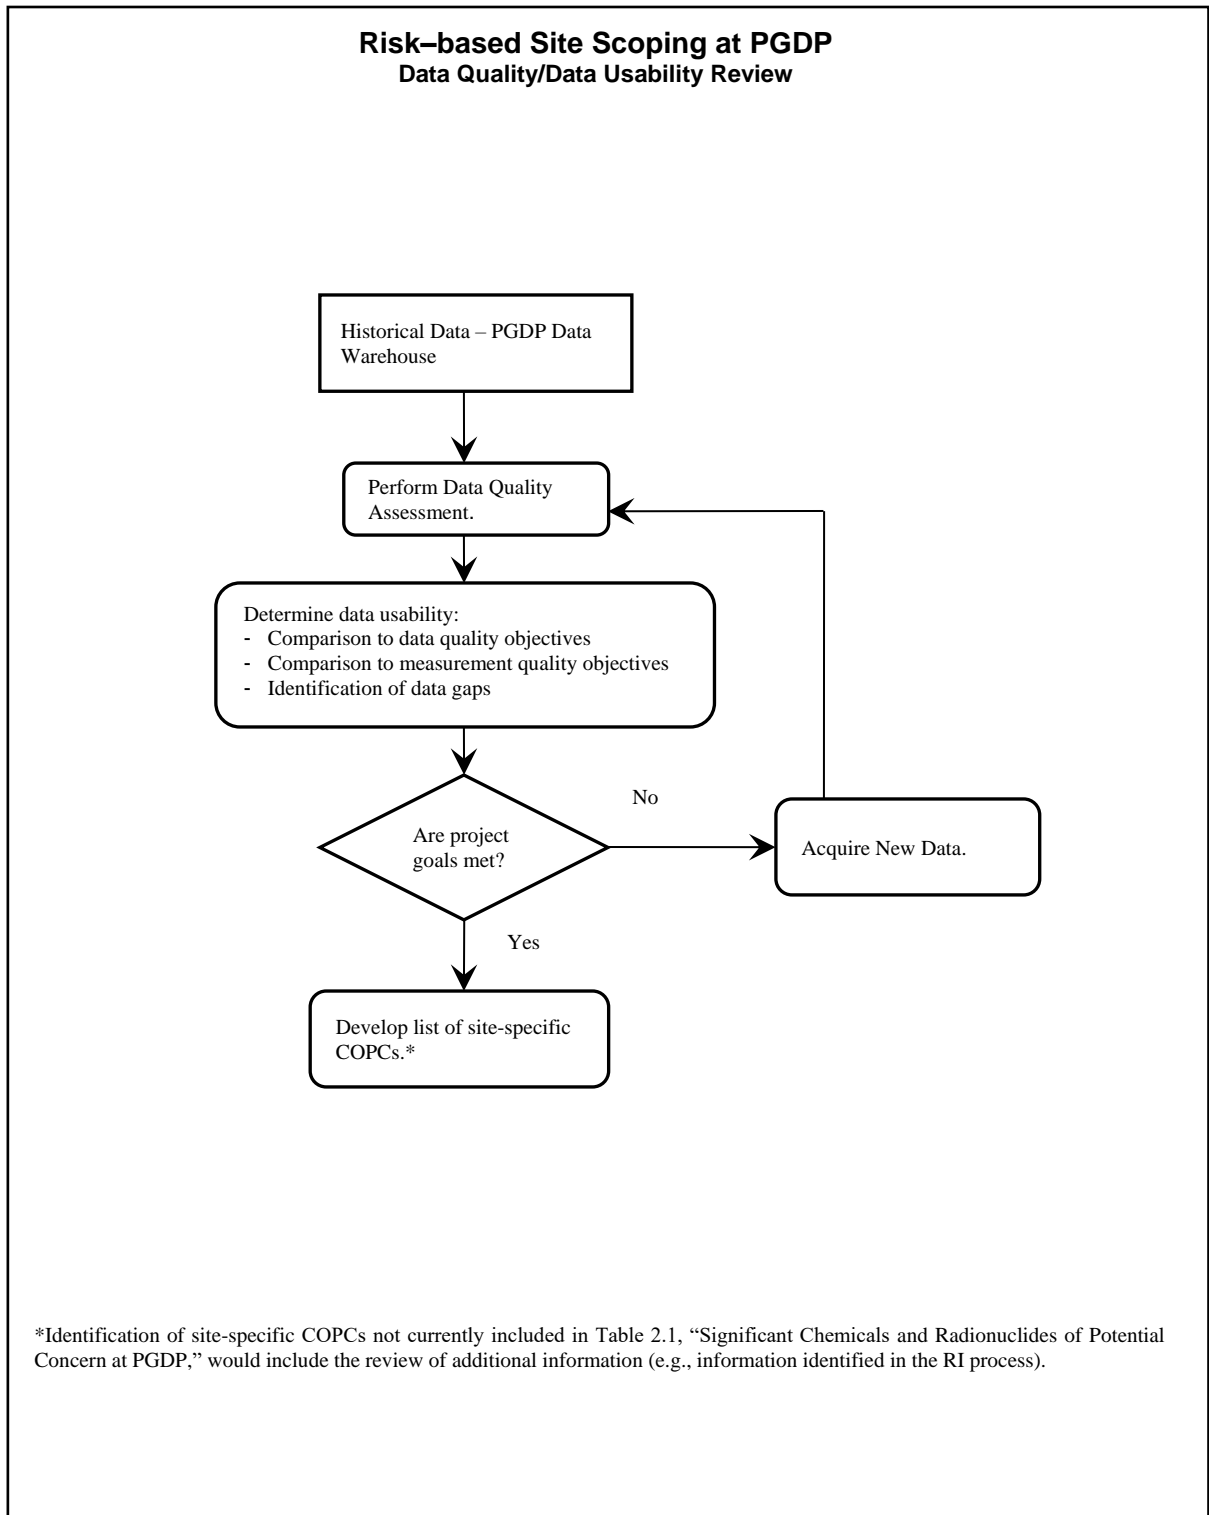 Risk–based Site Scoping at PGDP
Data Quality/Data Usability Review
Historical Data – PGDP Data
Warehouse
Perform Data Quality
Assessment.
Determine data usability:
- Comparison to data quality objectives
- Comparison to measurement quality objectives
- Identification of data gaps
No
Are project
goals met?
Acquire New Data.
Yes
Develop list of site-specific
COPCs.*
*Identification of site-specific COPCs not currently included in Table 2.1, “Significant Chemicals and Radionuclides of Potential
Concern at PGDP,” would include the review of additional information (e.g., information identified in the RI process).